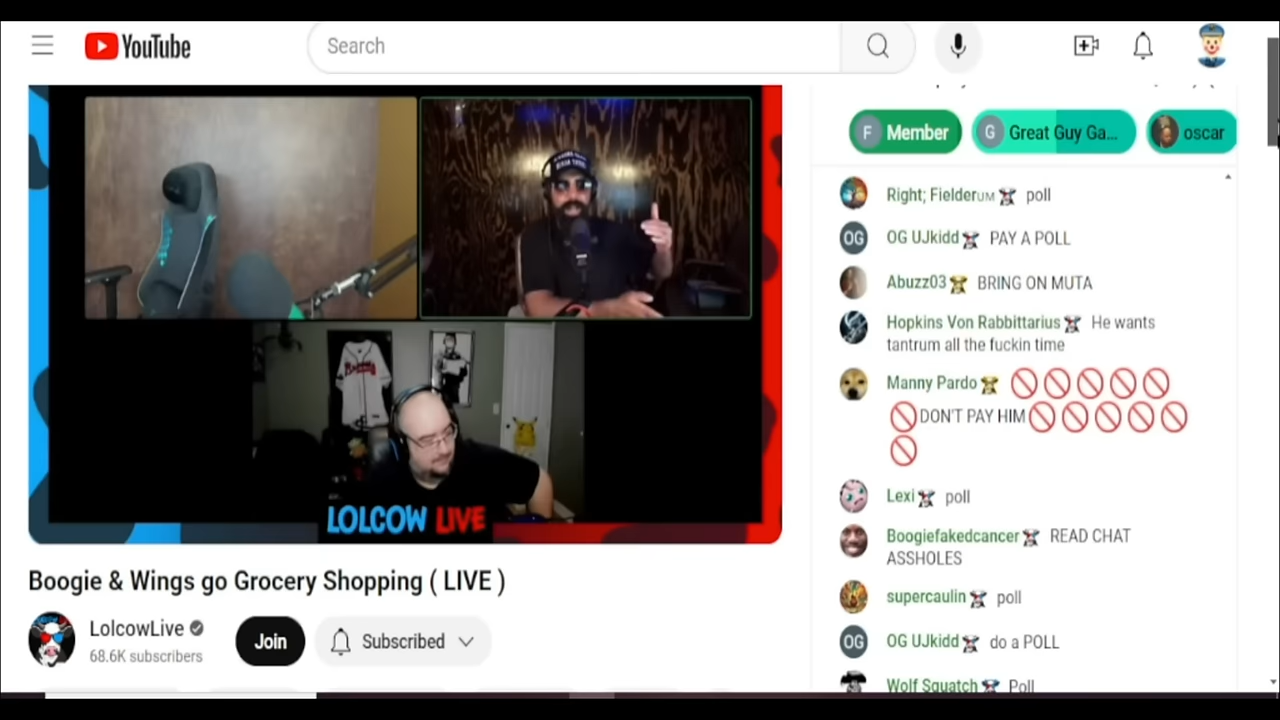 YouTube
Search
F Member
G Great Guy Ga...
oscar
Right; Fielder UM poll
OG OG UJkidd PAY A POLL
Abuzz03 BRING ON MUTA
Hopkins Von Rabbittarius He wants
tantrum all the fuckin time
Manny Pardo
DON'T PAY HIM
Lexi poll
Boogiefakedcancer READ CHAT
ASSHOLES
supercaulin poll
OG OG UJkidd do a POLL
Wolf Squatch Poll
LOLCOW LIVE
Boogie & Wings go Grocery Shopping ( LIVE )
LolcowLive
68.6K subscribers
Join
Subscribed